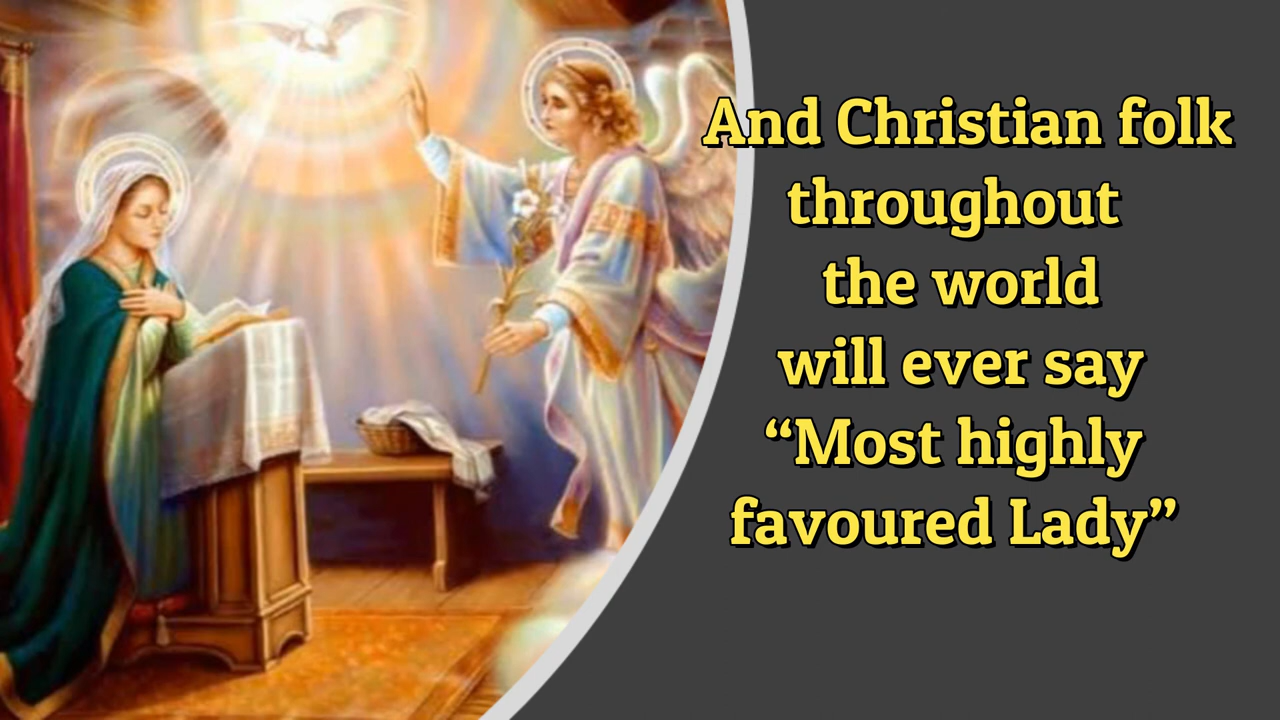 And Christian folk
throughout
the world
will ever say
“Most highly
favoured Lady”